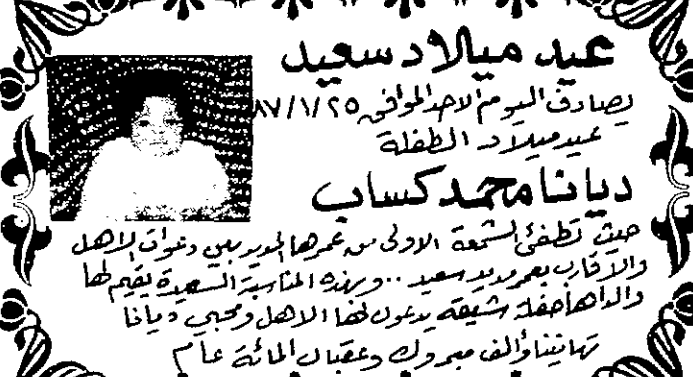 عيد ميلاد سعيد
يصادف اليوم الاحد الموافق ٨٧/١/٢٥
عيد ميلاد الطفلة
ديانا محمد كساب
حيث تطفئ الشمعة الاولى من عمرها المديد بين دعوات الاهل
والاقارب بعمر مديد سعيد .. وبهذه المناسبة السعيدة يقيم لها
والداها حفلة شيقة يدعون لها الاهل ومحبي ديانا
تهانينا وألف مبروك وعقبال المائة عام